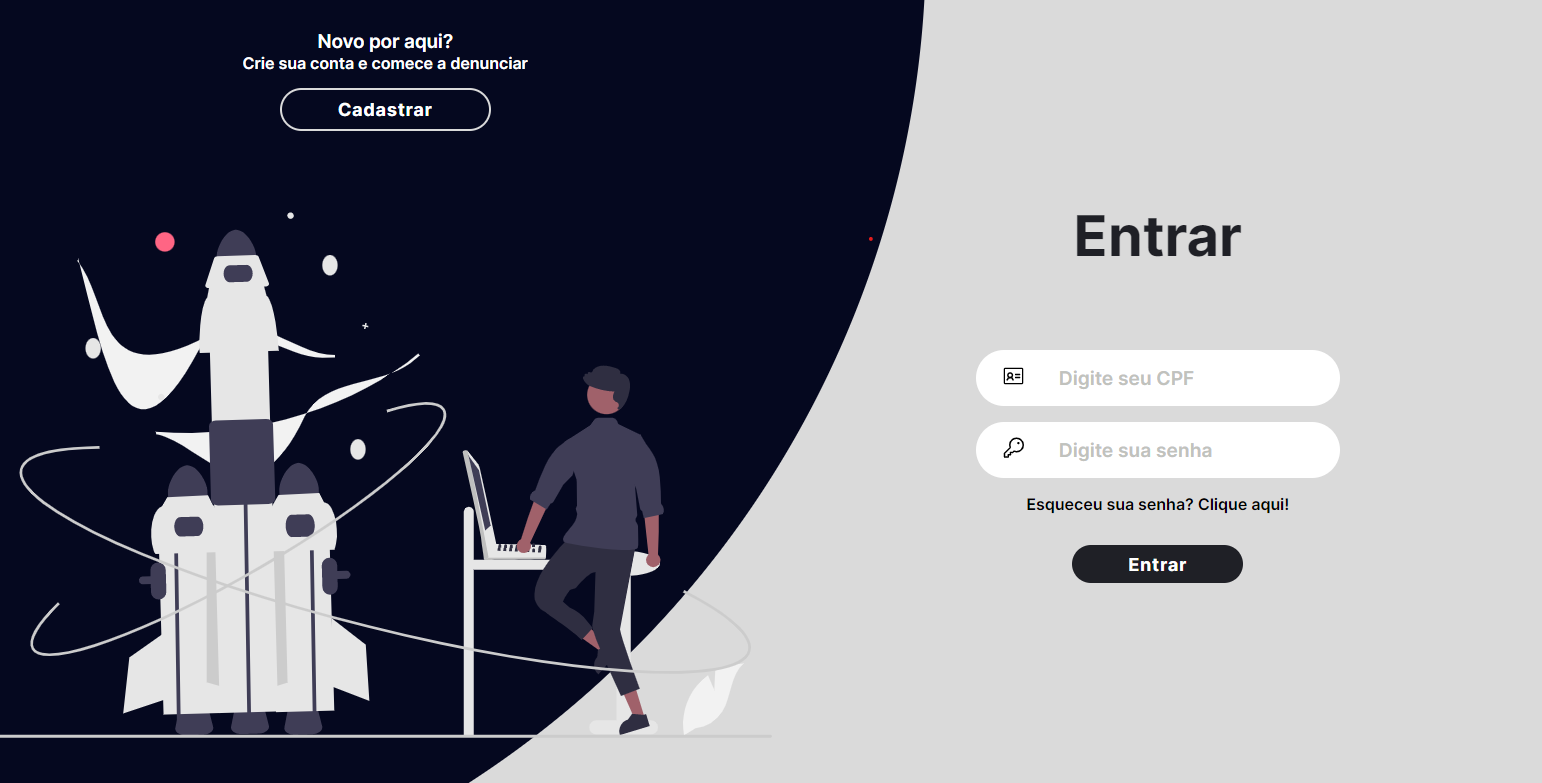 Novo por aqui?
Crie sua conta e comece a denunciar
Cadastrar
Entrar
Digite seu CPF
Digite sua senha
Esqueceu sua senha? Clique aqui!
Entrar